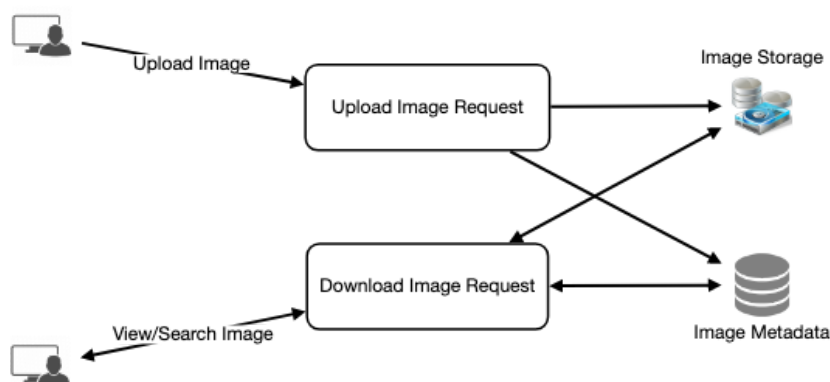 Upload Image
Image Storage
Upload Image Request
Download Image Request
View/Search Image
Image Metadata